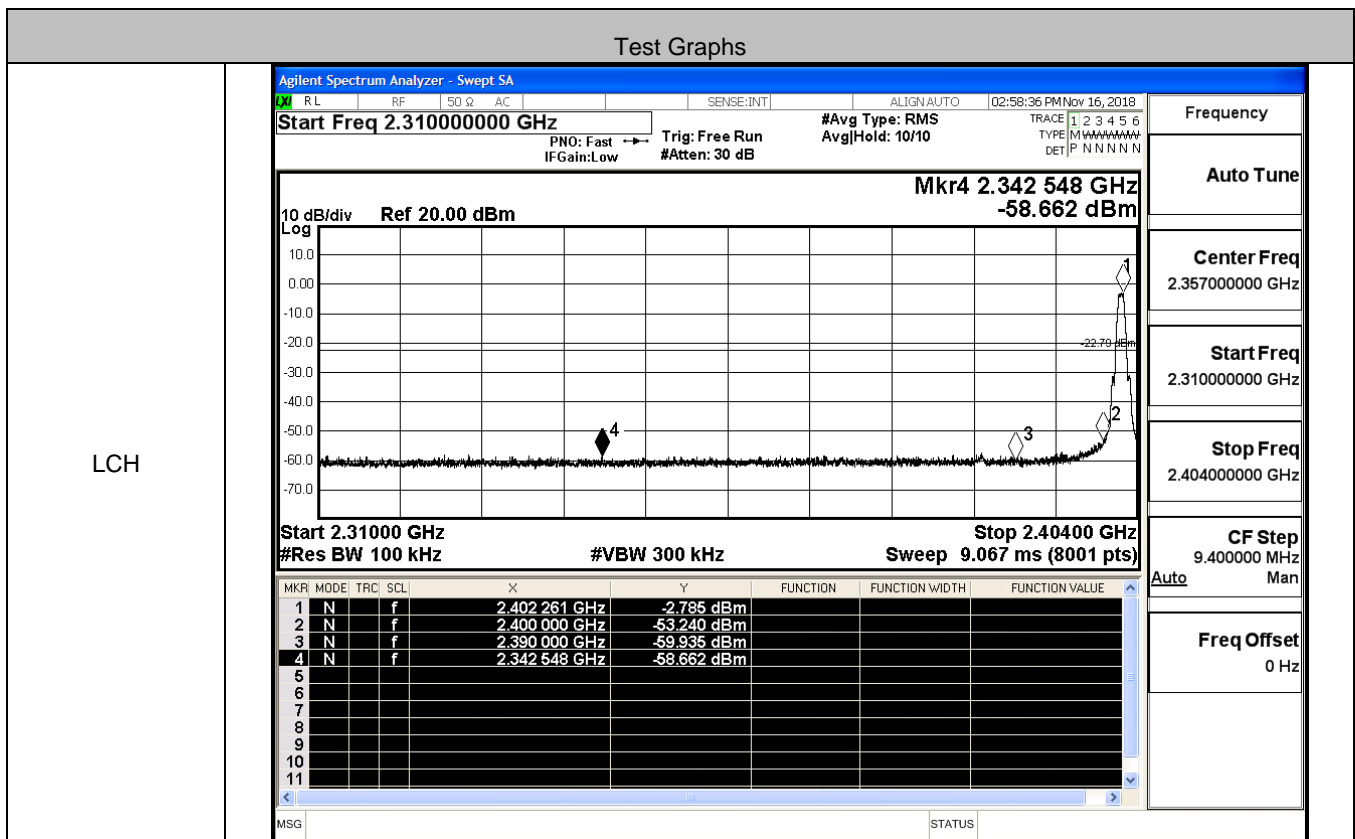 Test Graphs
LCH
Agilent Spectrum Analyzer - Swept SA
LXI RL RF 50 Ω AC SENSE:INT ALIGN AUTO 02:58:36 PM Nov 16, 2018
Start Freq 2.310000000 GHz
PNO: Fast
IFGain:Low
Trig: Free Run
#Atten: 30 dB
#Avg Type: RMS
Avg|Hold: 10/10
TRACE 1 2 3 4 5 6
TYPE M W W W W W
DET P N N N N N
Mkr4 2.342 548 GHz
-58.662 dBm
10 dB/div Ref 20.00 dBm
Log
10.0
0.00
-10.0
-20.0
-30.0
-40.0
-50.0
-60.0
-70.0
1
-22.79 dBm
2
3
4
Start 2.31000 GHz Stop 2.40400 GHz
#Res BW 100 kHz #VBW 300 kHz Sweep 9.067 ms (8001 pts)
MKR MODE TRC SCL X Y FUNCTION FUNCTION WIDTH FUNCTION VALUE
1 N f 2.402 261 GHz -2.785 dBm
2 N f 2.400 000 GHz -53.240 dBm
3 N f 2.390 000 GHz -59.935 dBm
4 N f 2.342 548 GHz -58.662 dBm
5
6
7
8
9
10
11
MSG STATUS
Frequency
Auto Tune
Center Freq
2.357000000 GHz
Start Freq
2.310000000 GHz
Stop Freq
2.404000000 GHz
CF Step
9.400000 MHz
Auto Man
Freq Offset
0 Hz